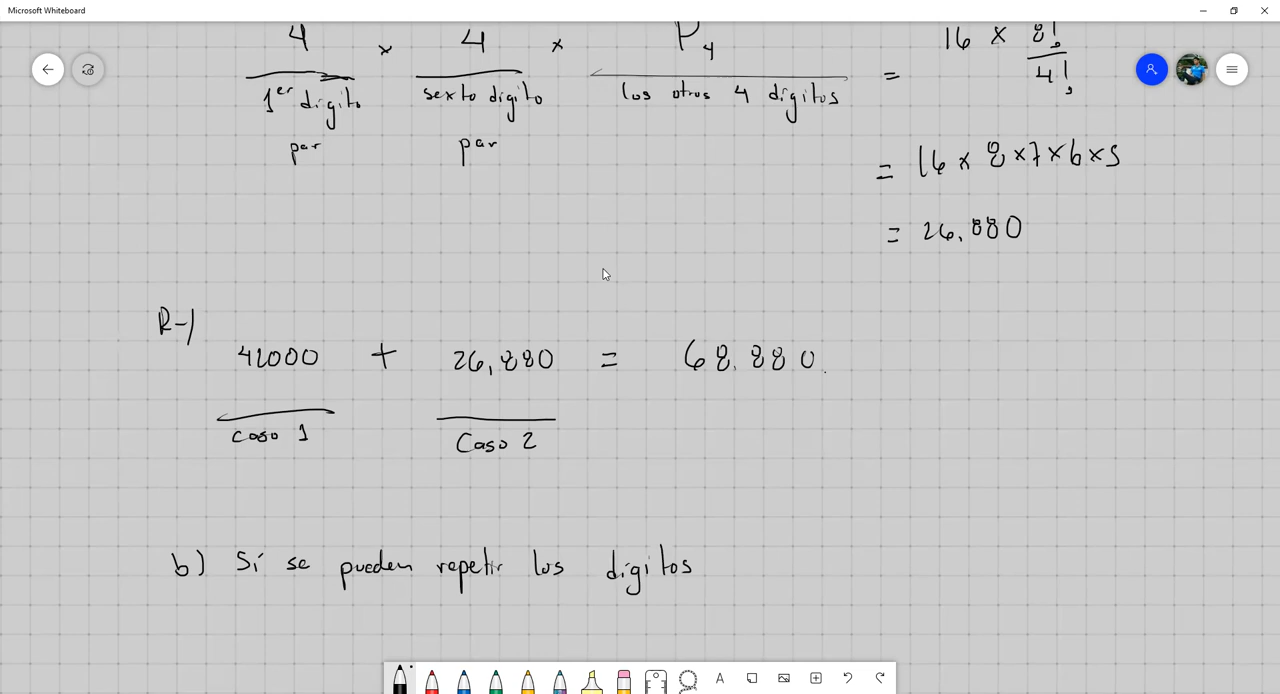 Microsoft Whiteboard
4 × 4 × P4 = 16 × 8!/4!
1er dígito par
sexto dígito par
los otros 4 dígitos
= 16 × 8 × 7 × 6 × 5
= 26,880
R-/
42000 + 26,880 = 68,880.
Caso 1 Caso 2
b) Sí se pueden repetir los dígitos
A